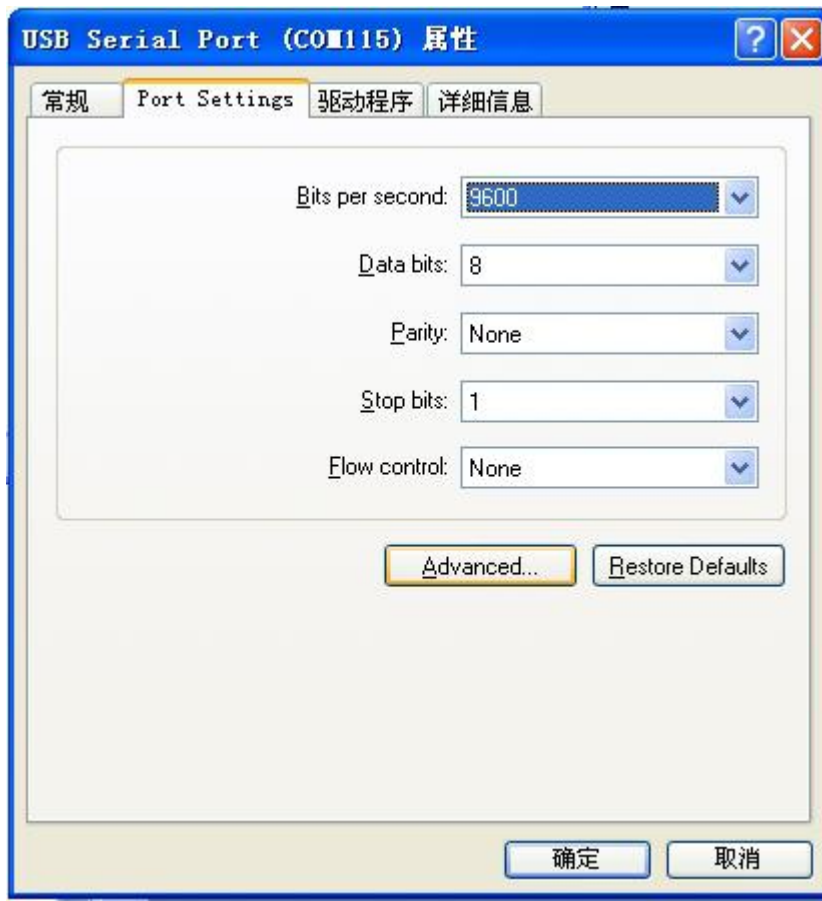 USB Serial Port (COM115) 属性
常规 Port Settings 驱动程序 详细信息
Bits per second: 9600
Data bits: 8
Parity: None
Stop bits: 1
Flow control: None
Advanced... Restore Defaults
确定 取消